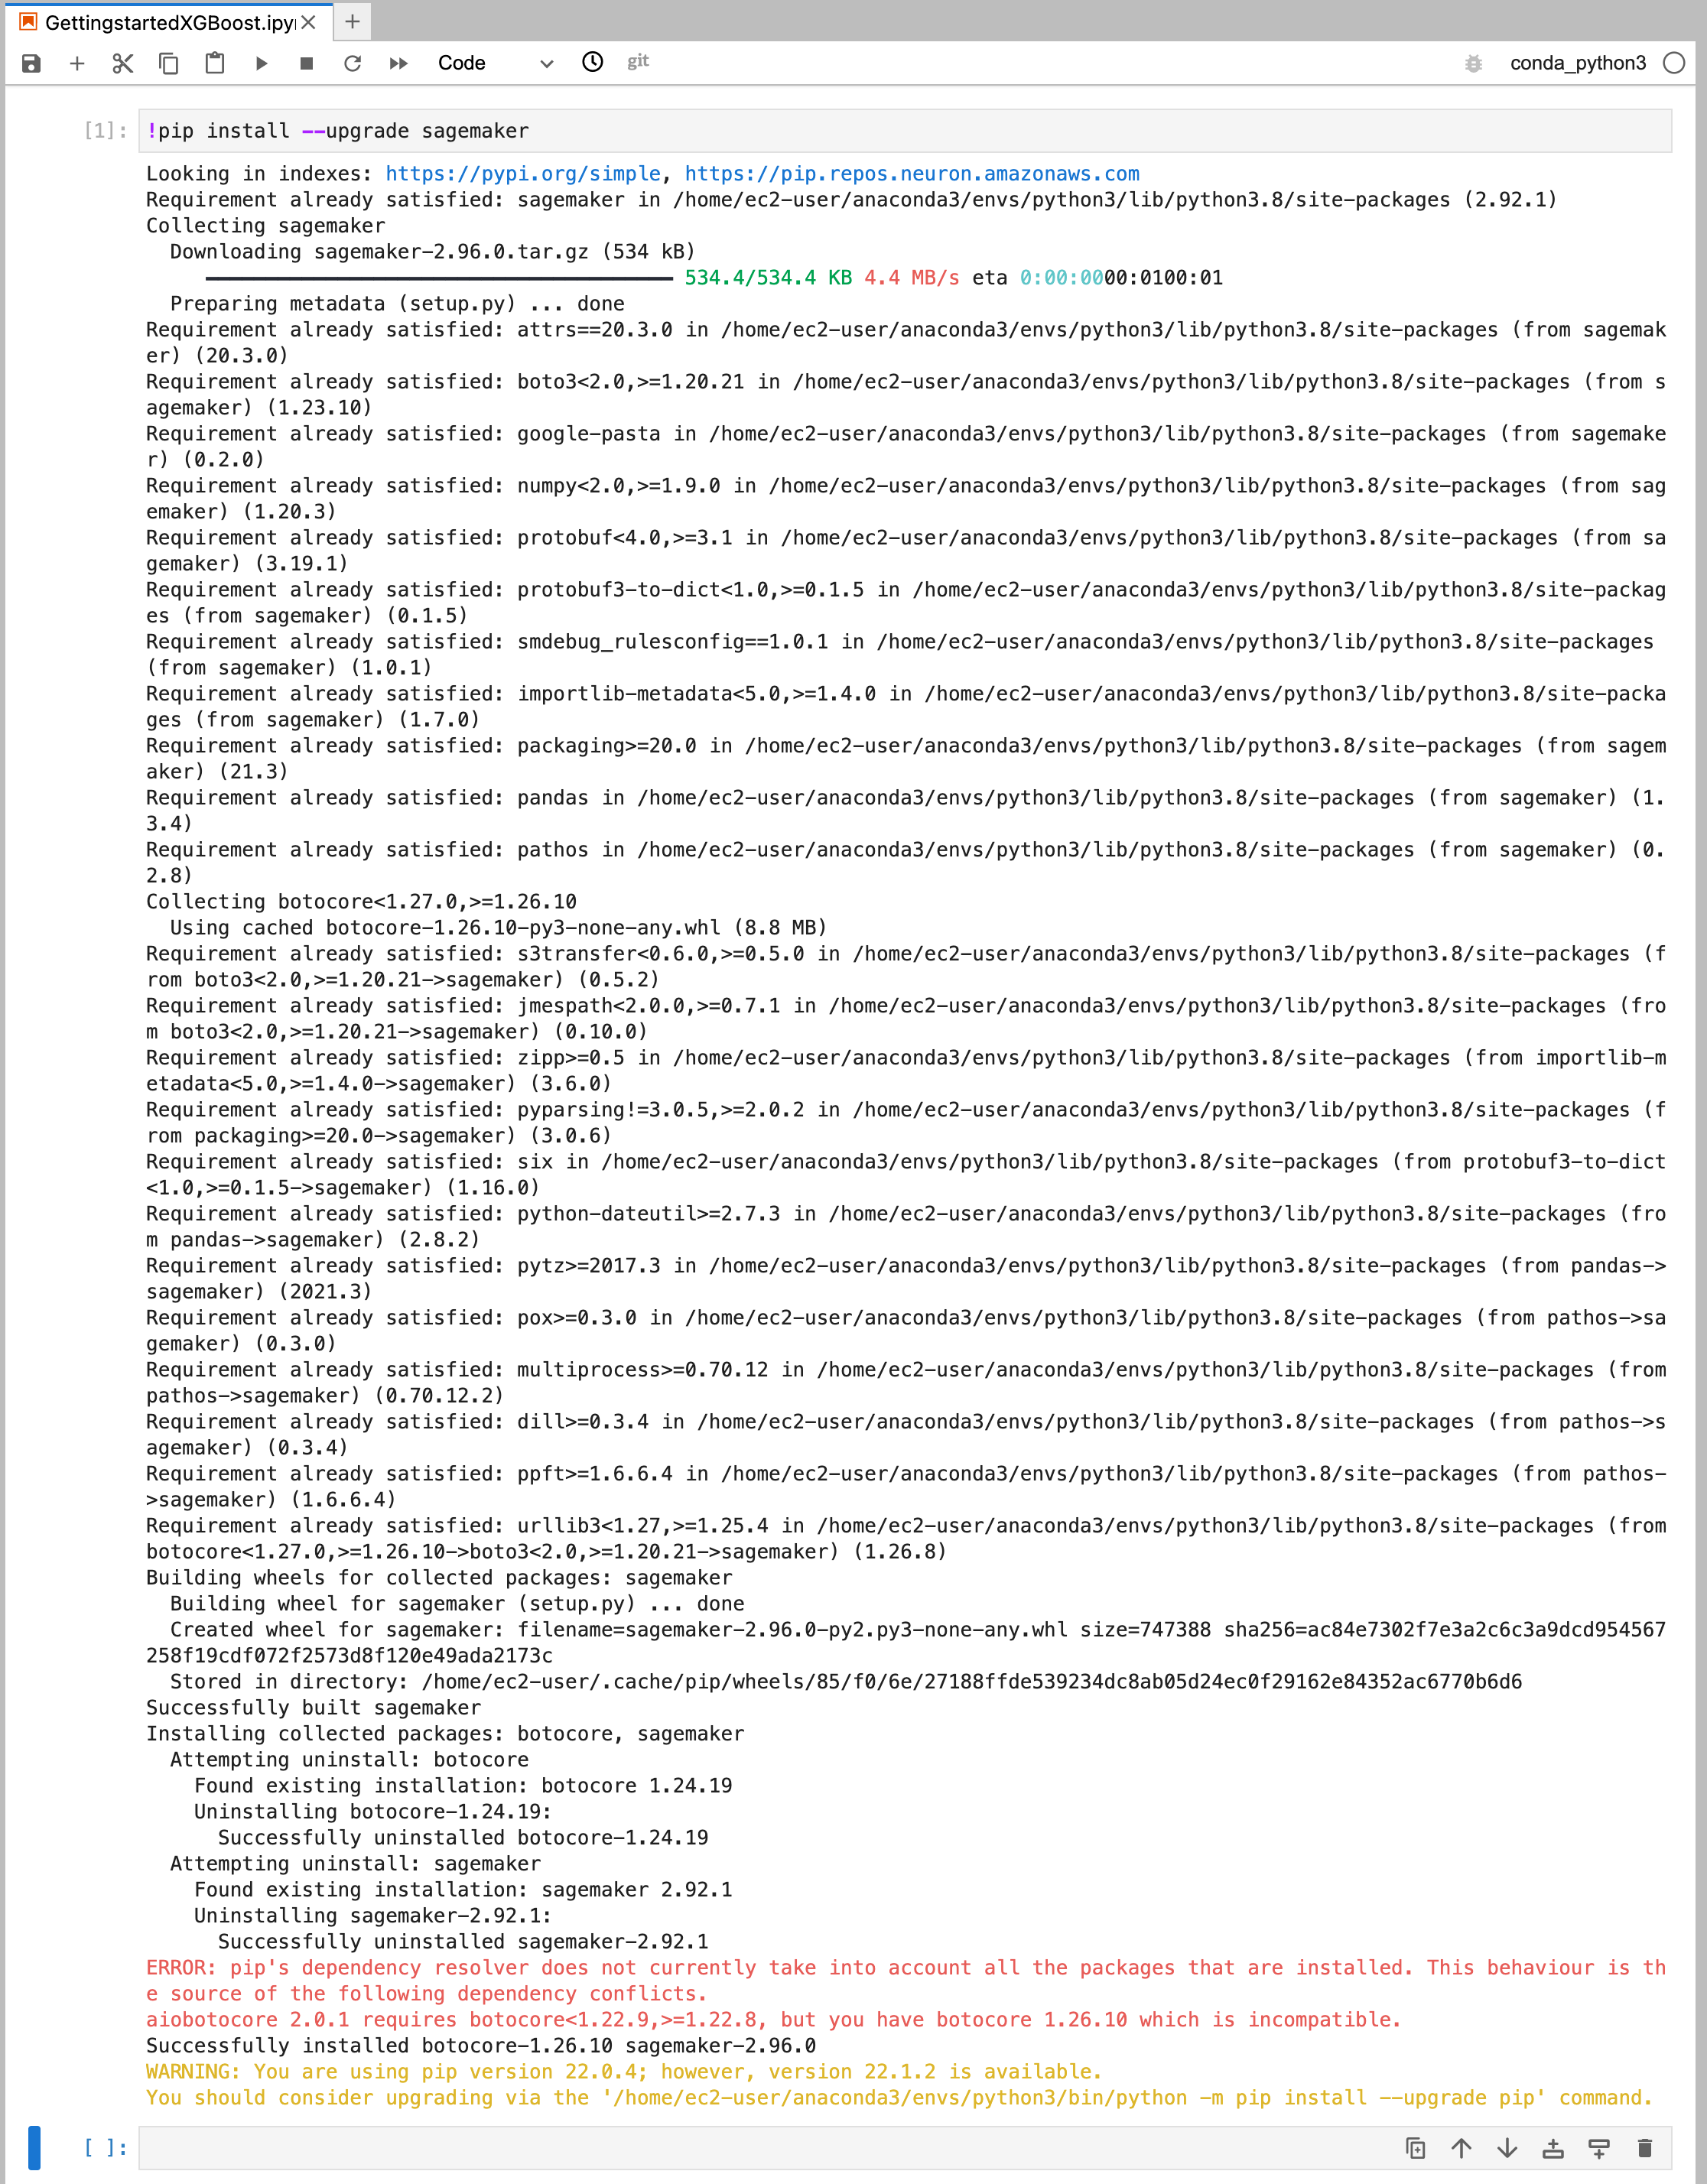 GettingstartedXGBoost.ipyn
Code
git
conda_python3
[1]: !pip install --upgrade sagemaker
Looking in indexes: https://pypi.org/simple, https://pip.repos.neuron.amazonaws.com
Requirement already satisfied: sagemaker in /home/ec2-user/anaconda3/envs/python3/lib/python3.8/site-packages (2.92.1)
Collecting sagemaker
  Downloading sagemaker-2.96.0.tar.gz (534 kB)
534.4/534.4 KB 4.4 MB/s eta 0:00:0000:0100:01
  Preparing metadata (setup.py) ... done
Requirement already satisfied: attrs==20.3.0 in /home/ec2-user/anaconda3/envs/python3/lib/python3.8/site-packages (from sagemak
er) (20.3.0)
Requirement already satisfied: boto3<2.0,>=1.20.21 in /home/ec2-user/anaconda3/envs/python3/lib/python3.8/site-packages (from s
agemaker) (1.23.10)
Requirement already satisfied: google-pasta in /home/ec2-user/anaconda3/envs/python3/lib/python3.8/site-packages (from sagemake
r) (0.2.0)
Requirement already satisfied: numpy<2.0,>=1.9.0 in /home/ec2-user/anaconda3/envs/python3/lib/python3.8/site-packages (from sag
emaker) (1.20.3)
Requirement already satisfied: protobuf<4.0,>=3.1 in /home/ec2-user/anaconda3/envs/python3/lib/python3.8/site-packages (from sa
gemaker) (3.19.1)
Requirement already satisfied: protobuf3-to-dict<1.0,>=0.1.5 in /home/ec2-user/anaconda3/envs/python3/lib/python3.8/site-packag
es (from sagemaker) (0.1.5)
Requirement already satisfied: smdebug_rulesconfig==1.0.1 in /home/ec2-user/anaconda3/envs/python3/lib/python3.8/site-packages
(from sagemaker) (1.0.1)
Requirement already satisfied: importlib-metadata<5.0,>=1.4.0 in /home/ec2-user/anaconda3/envs/python3/lib/python3.8/site-packa
ges (from sagemaker) (1.7.0)
Requirement already satisfied: packaging>=20.0 in /home/ec2-user/anaconda3/envs/python3/lib/python3.8/site-packages (from sagem
aker) (21.3)
Requirement already satisfied: pandas in /home/ec2-user/anaconda3/envs/python3/lib/python3.8/site-packages (from sagemaker) (1.
3.4)
Requirement already satisfied: pathos in /home/ec2-user/anaconda3/envs/python3/lib/python3.8/site-packages (from sagemaker) (0.
2.8)
Collecting botocore<1.27.0,>=1.26.10
  Using cached botocore-1.26.10-py3-none-any.whl (8.8 MB)
Requirement already satisfied: s3transfer<0.6.0,>=0.5.0 in /home/ec2-user/anaconda3/envs/python3/lib/python3.8/site-packages (f
rom boto3<2.0,>=1.20.21->sagemaker) (0.5.2)
Requirement already satisfied: jmespath<2.0.0,>=0.7.1 in /home/ec2-user/anaconda3/envs/python3/lib/python3.8/site-packages (fro
m boto3<2.0,>=1.20.21->sagemaker) (0.10.0)
Requirement already satisfied: zipp>=0.5 in /home/ec2-user/anaconda3/envs/python3/lib/python3.8/site-packages (from importlib-m
etadata<5.0,>=1.4.0->sagemaker) (3.6.0)
Requirement already satisfied: pyparsing!=3.0.5,>=2.0.2 in /home/ec2-user/anaconda3/envs/python3/lib/python3.8/site-packages (f
rom packaging>=20.0->sagemaker) (3.0.6)
Requirement already satisfied: six in /home/ec2-user/anaconda3/envs/python3/lib/python3.8/site-packages (from protobuf3-to-dict
<1.0,>=0.1.5->sagemaker) (1.16.0)
Requirement already satisfied: python-dateutil>=2.7.3 in /home/ec2-user/anaconda3/envs/python3/lib/python3.8/site-packages (fro
m pandas->sagemaker) (2.8.2)
Requirement already satisfied: pytz>=2017.3 in /home/ec2-user/anaconda3/envs/python3/lib/python3.8/site-packages (from pandas->
sagemaker) (2021.3)
Requirement already satisfied: pox>=0.3.0 in /home/ec2-user/anaconda3/envs/python3/lib/python3.8/site-packages (from pathos->sa
gemaker) (0.3.0)
Requirement already satisfied: multiprocess>=0.70.12 in /home/ec2-user/anaconda3/envs/python3/lib/python3.8/site-packages (from
pathos->sagemaker) (0.70.12.2)
Requirement already satisfied: dill>=0.3.4 in /home/ec2-user/anaconda3/envs/python3/lib/python3.8/site-packages (from pathos->s
agemaker) (0.3.4)
Requirement already satisfied: ppft>=1.6.6.4 in /home/ec2-user/anaconda3/envs/python3/lib/python3.8/site-packages (from pathos-
>sagemaker) (1.6.6.4)
Requirement already satisfied: urllib3<1.27,>=1.25.4 in /home/ec2-user/anaconda3/envs/python3/lib/python3.8/site-packages (from
botocore<1.27.0,>=1.26.10->boto3<2.0,>=1.20.21->sagemaker) (1.26.8)
Building wheels for collected packages: sagemaker
  Building wheel for sagemaker (setup.py) ... done
  Created wheel for sagemaker: filename=sagemaker-2.96.0-py2.py3-none-any.whl size=747388 sha256=ac84e7302f7e3a2c6c3a9dcd954567
258f19cdf072f2573d8f120e49ada2173c
  Stored in directory: /home/ec2-user/.cache/pip/wheels/85/f0/6e/27188ffde539234dc8ab05d24ec0f29162e84352ac6770b6d6
Successfully built sagemaker
Installing collected packages: botocore, sagemaker
  Attempting uninstall: botocore
    Found existing installation: botocore 1.24.19
    Uninstalling botocore-1.24.19:
      Successfully uninstalled botocore-1.24.19
  Attempting uninstall: sagemaker
    Found existing installation: sagemaker 2.92.1
    Uninstalling sagemaker-2.92.1:
      Successfully uninstalled sagemaker-2.92.1
ERROR: pip's dependency resolver does not currently take into account all the packages that are installed. This behaviour is th
e source of the following dependency conflicts.
aiobotocore 2.0.1 requires botocore<1.22.9,>=1.22.8, but you have botocore 1.26.10 which is incompatible.
Successfully installed botocore-1.26.10 sagemaker-2.96.0
WARNING: You are using pip version 22.0.4; however, version 22.1.2 is available.
You should consider upgrading via the '/home/ec2-user/anaconda3/envs/python3/bin/python -m pip install --upgrade pip' command.
[ ]: